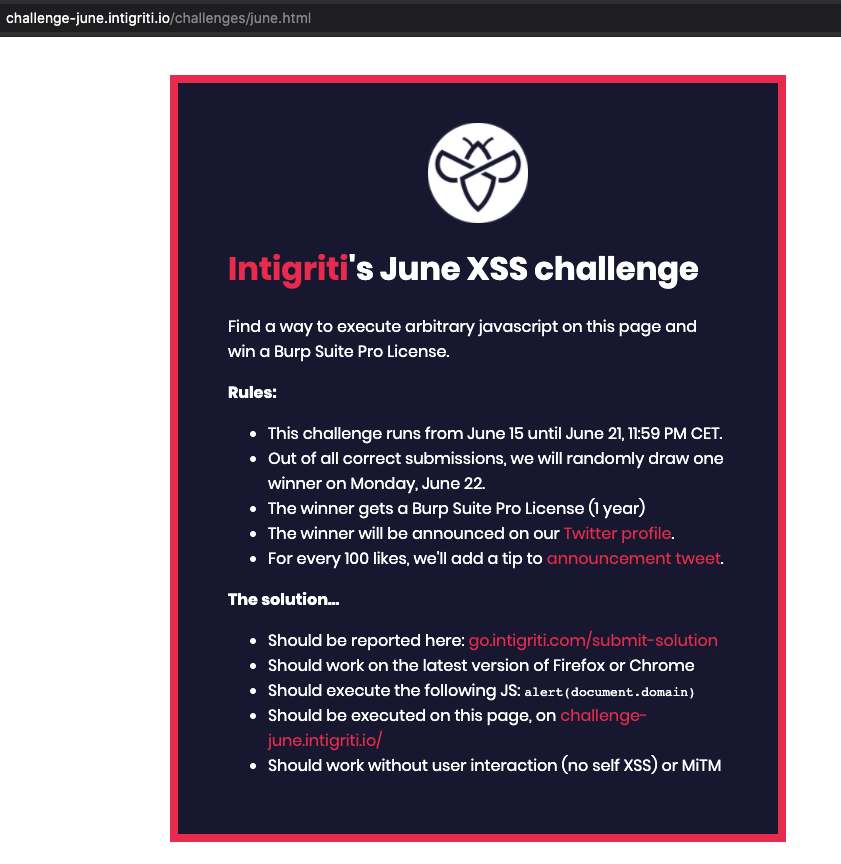 challenge-june.intigriti.io/challenges/june.html
Intigriti's June XSS challenge
Find a way to execute arbitrary javascript on this page and
win a Burp Suite Pro License.
Rules:
• This challenge runs from June 15 until June 21, 11:59 PM CET.
• Out of all correct submissions, we will randomly draw one
winner on Monday, June 22.
• The winner gets a Burp Suite Pro License (1 year)
• The winner will be announced on our Twitter profile.
• For every 100 likes, we'll add a tip to announcement tweet.
The solution...
• Should be reported here: go.intigriti.com/submit-solution
• Should work on the latest version of Firefox or Chrome
• Should execute the following JS: alert(document.domain)
• Should be executed on this page, on challenge-
june.intigriti.io/
• Should work without user interaction (no self XSS) or MiTM